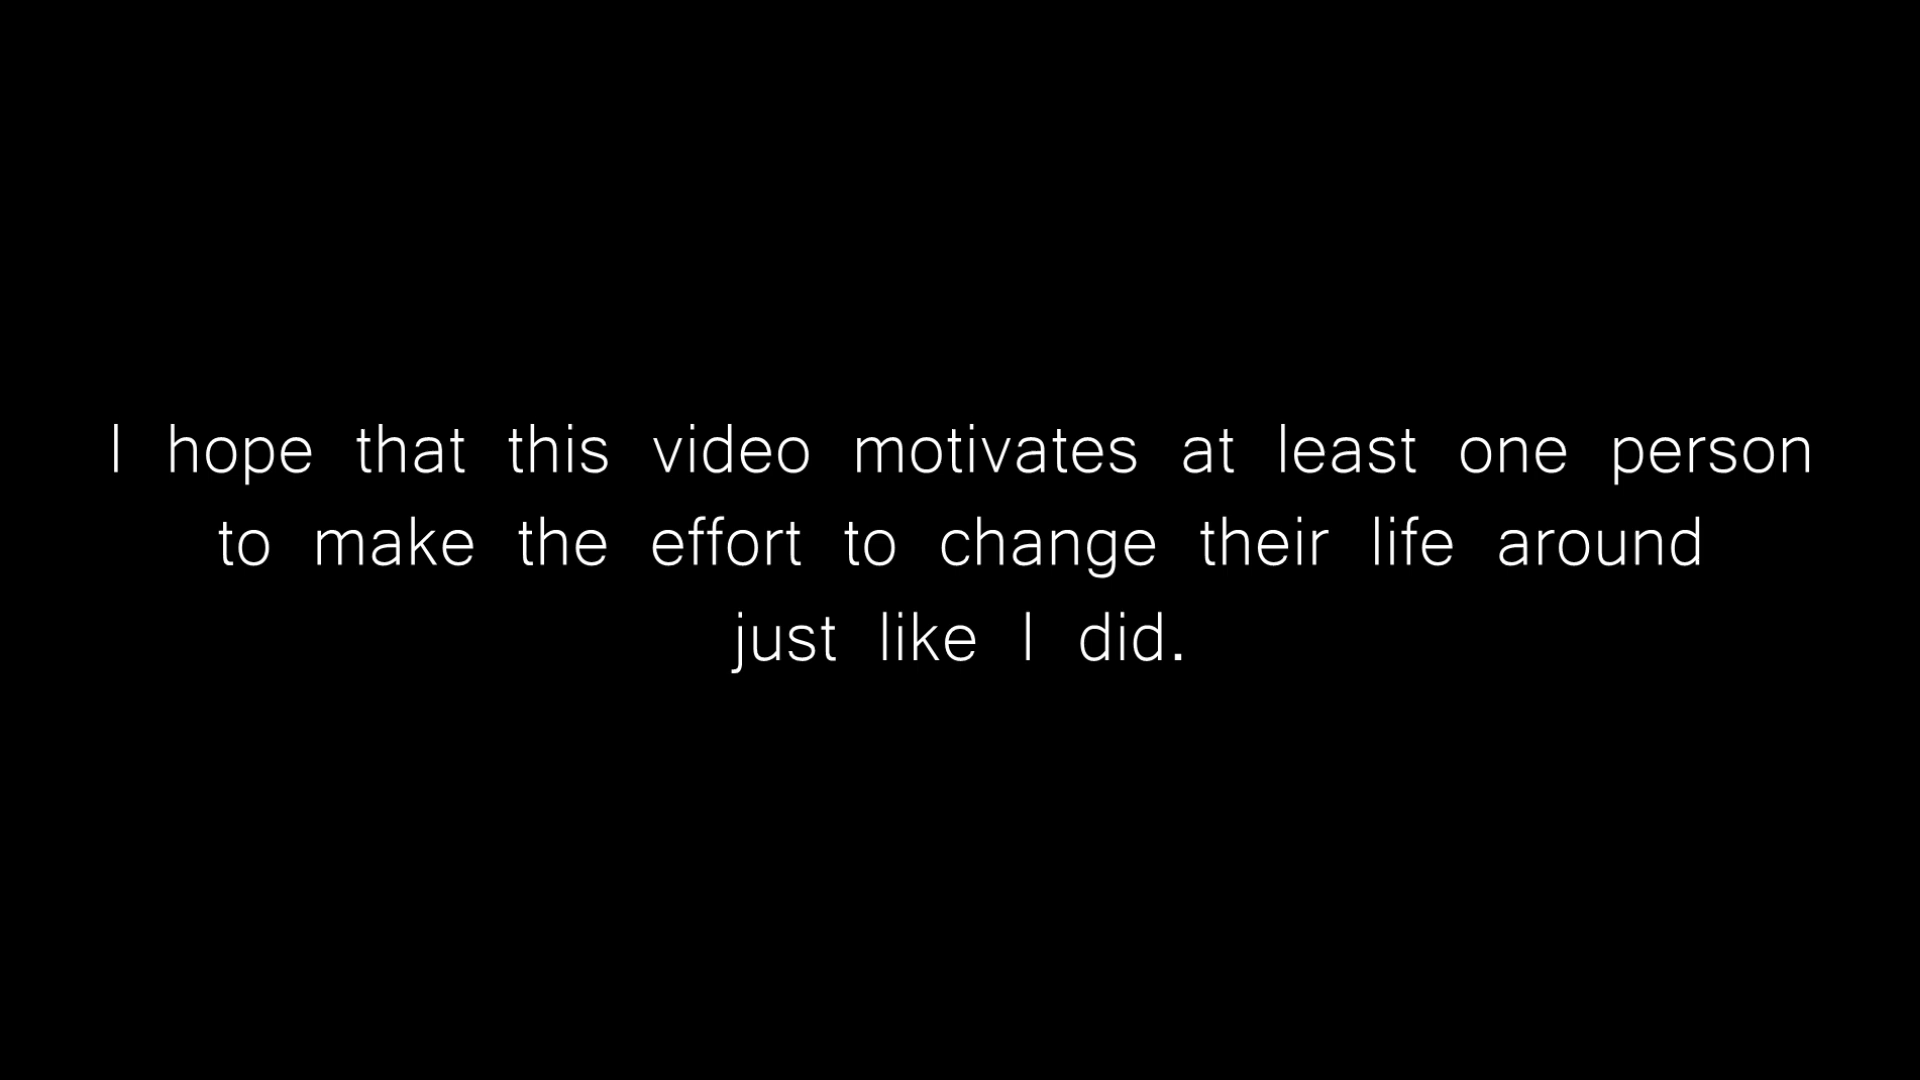 I hope that this video motivates at least one person
to make the effort to change their life around
just like I did.